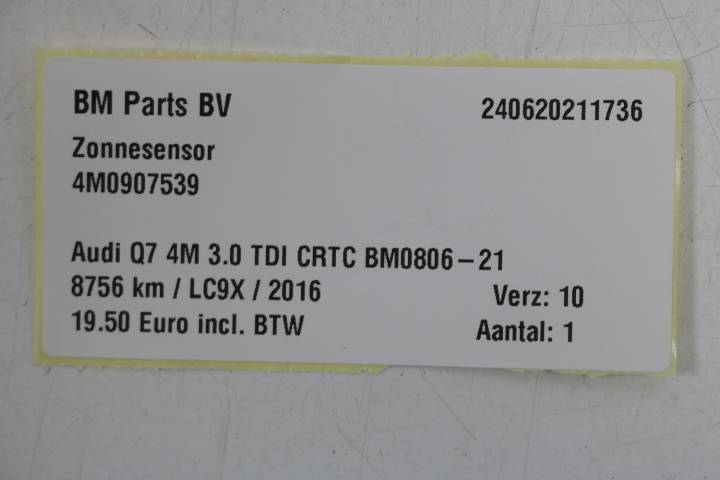 BM Parts BV 240620211736
Zonnesensor
4M0907539
Audi Q7 4M 3.0 TDI CRTC BM0806-21
8756 km / LC9X / 2016 Verz: 10
19.50 Euro incl. BTW Aantal: 1